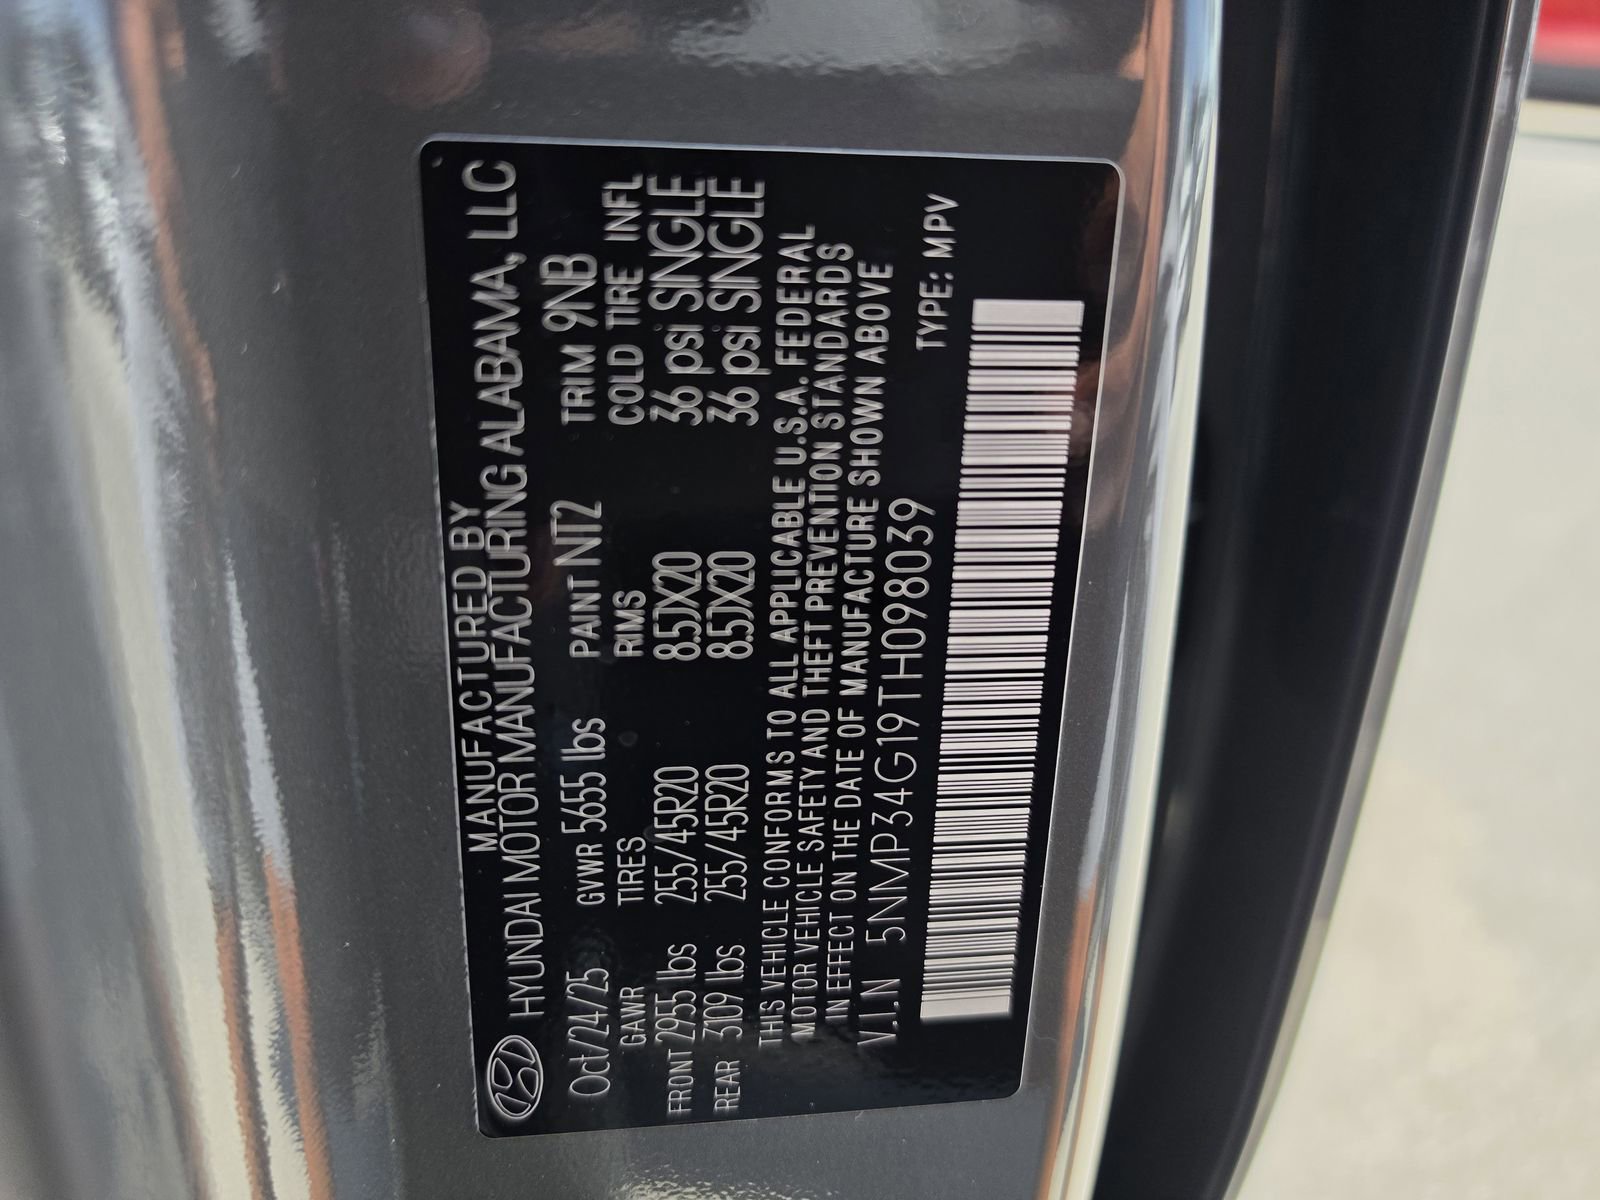 MANUFACTURED BY
HYUNDAI MOTOR MANUFACTURING ALABAMA, LLC
Oct/24/25 GVWR 5655 lbs PAINT NT2 TRIM 9NB
GAWR TIRES RIMS COLD TIRE INFL
FRONT 2955 lbs 255/45R20 8.5JX20 36 psi SINGLE
REAR 3109 lbs 255/45R20 8.5JX20 36 psi SINGLE
THIS VEHICLE CONFORMS TO ALL APPLICABLE U.S.A. FEDERAL
MOTOR VEHICLE SAFETY AND THEFT PREVENTION STANDARDS
IN EFFECT ON THE DATE OF MANUFACTURE SHOWN ABOVE
V.I.N 5NMP34G19TH098039 TYPE: MPV